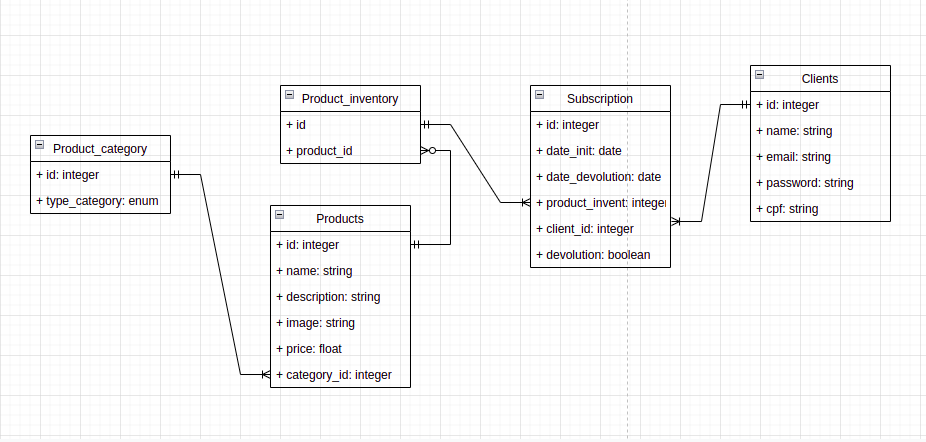 Product_category
+ id: integer
+ type_category: enum
Product_inventory
+ id
+ product_id
Products
+ id: integer
+ name: string
+ description: string
+ image: string
+ price: float
+ category_id: integer
Subscription
+ id: integer
+ date_init: date
+ date_devolution: date
+ product_invent: integer
+ client_id: integer
+ devolution: boolean
Clients
+ id: integer
+ name: string
+ email: string
+ password: string
+ cpf: string